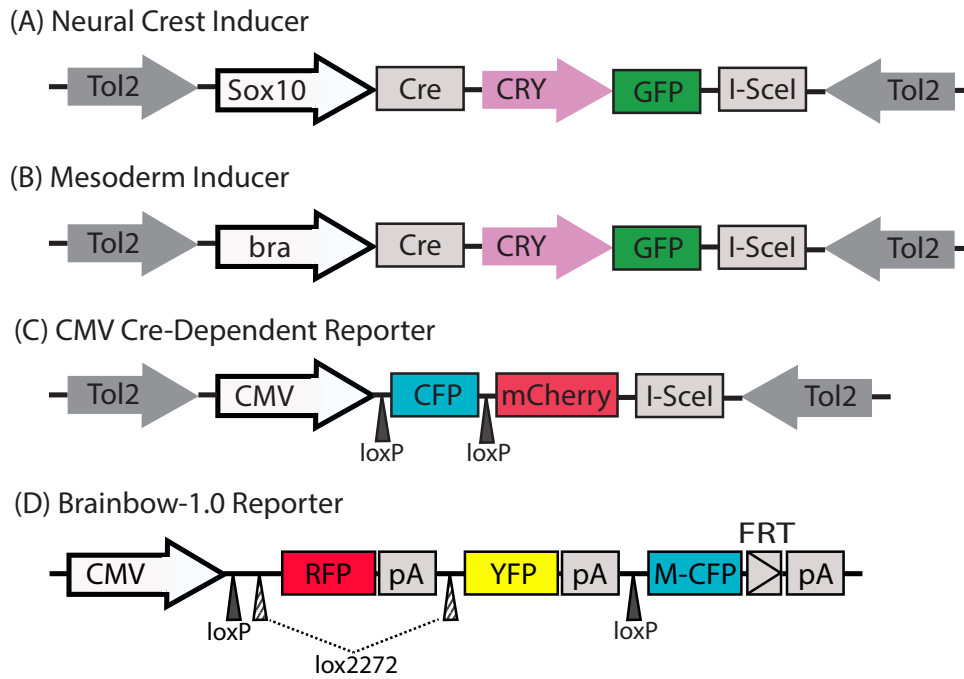 (A) Neural Crest Inducer
Tol2 Sox10 Cre CRY GFP I-SceI Tol2
(B) Mesoderm Inducer
Tol2 bra Cre CRY GFP I-SceI Tol2
(C) CMV Cre-Dependent Reporter
Tol2 CMV CFP mCherry I-SceI Tol2
loxP loxP
(D) Brainbow-1.0 Reporter
FRT
CMV RFP pA YFP pA M-CFP pA
loxP loxP
lox2272